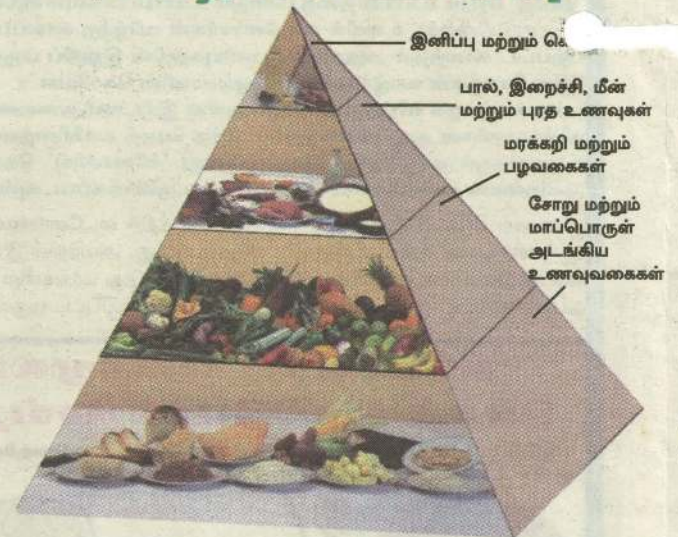 இனிப்பு மற்றும்
பால், இறைச்சி, மீன்
மற்றும் புரத உணவுகள்
மரக்கறி மற்றும்
பழவகைகள்
சோறு மற்றும்
மாப்பொருள்
அடங்கிய
உணவுவகைகள்